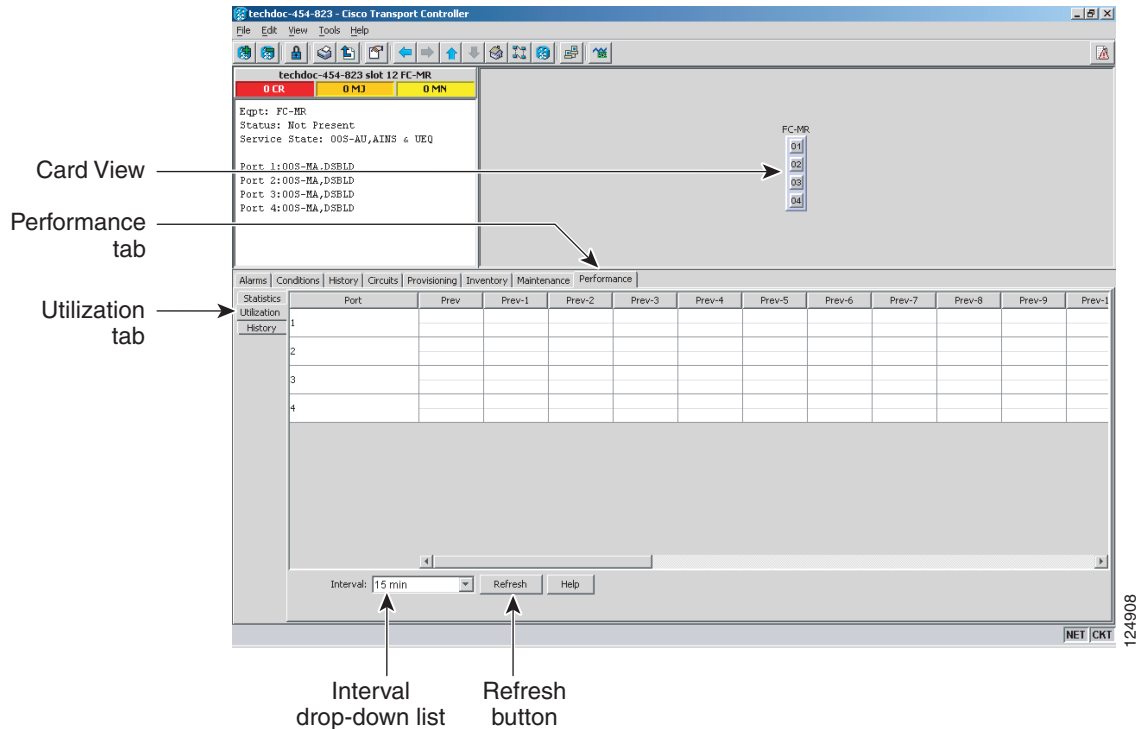 techdoc-454-823 - Cisco Transport Controller
File Edit View Tools Help
techdoc-454-823 slot 12 FC-MR
0 CR 0 MJ 0 MN
Eqpt: FC-MR
Status: Not Present
Service State: OOS-AU,AINS & UEQ
Port 1:OOS-MA,DSBLD
Port 2:OOS-MA,DSBLD
Port 3:OOS-MA,DSBLD
Port 4:OOS-MA,DSBLD
FC-MR
01
02
03
04
Card View
Performance
tab
Utilization
tab
Alarms Conditions History Circuits Provisioning Inventory Maintenance Performance
Statistics
Utilization
History
Port Prev Prev-1 Prev-2 Prev-3 Prev-4 Prev-5 Prev-6 Prev-7 Prev-8 Prev-9 Prev-1
1
2
3
4
Interval: 15 min Refresh Help
NET CKT
124908
Interval
drop-down list
Refresh
button